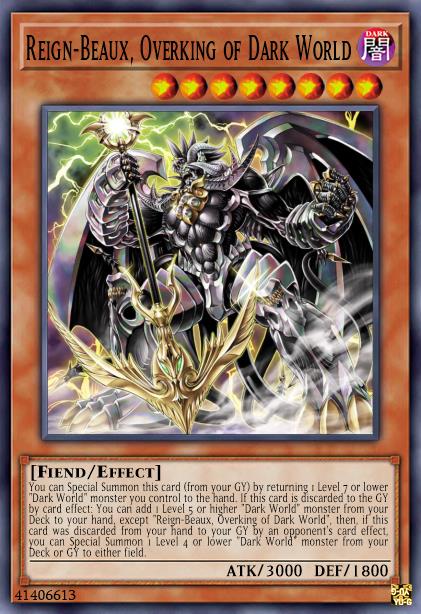 Reign-Beaux, Overking of Dark World
DARK
闇
[Fiend/Effect]
You can Special Summon this card (from your GY) by returning 1 Level 7 or lower
"Dark World" monster you control to the hand. If this card is discarded to the GY
by card effect: You can add 1 Level 5 or higher "Dark World" monster from your
Deck to your hand, except "Reign-Beaux, Overking of Dark World", then, if this
card was discarded from your hand to your GY by an opponent's card effect,
you can Special Summon 1 Level 4 or lower "Dark World" monster from your
Deck or GY to either field.
ATK/3000 DEF/1800
41406613